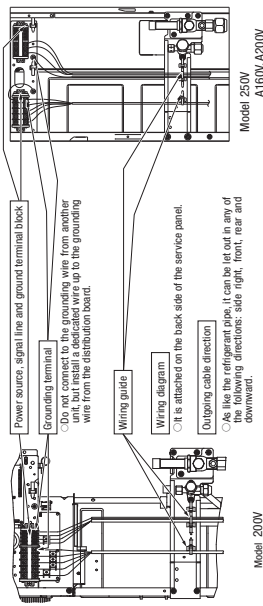 Power source, signal line and ground terminal block
Grounding terminal
○Do not connect to the grounding wire from another
unit, but install a dedicated wire up to the grounding
wire from the distribution board.
Wiring guide
Wiring diagram
○It is attached on the back side of the service panel.
Outgoing cable direction
○As like the refrigerant pipe, it can be let out in any of
the following directions: side right, front, rear and
downward.
Model 200V
Model 250V
A160V, A200V